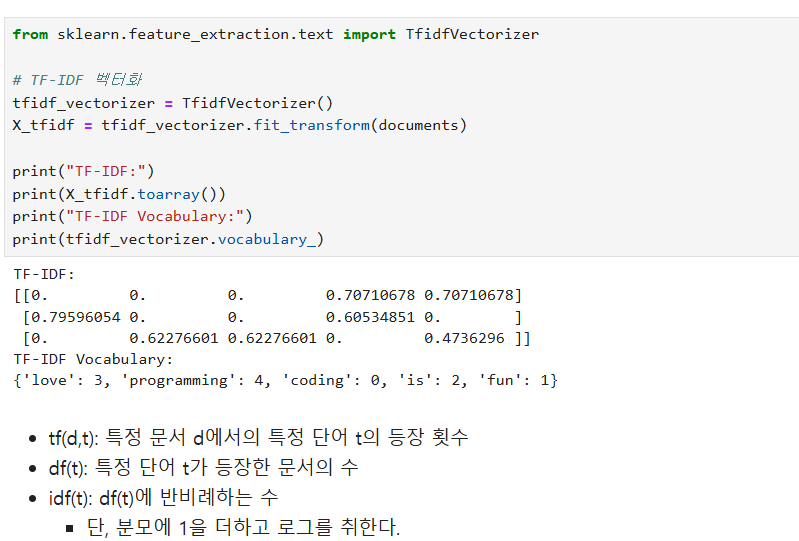 from sklearn.feature_extraction.text import TfidfVectorizer
# TF-IDF 벡터화
tfidf_vectorizer = TfidfVectorizer()
X_tfidf = tfidf_vectorizer.fit_transform(documents)
print("TF-IDF:")
print(X_tfidf.toarray())
print("TF-IDF Vocabulary:")
print(tfidf_vectorizer.vocabulary_)
TF-IDF:
[[0.         0.         0.         0.70710678 0.70710678]
 [0.79596054 0.         0.         0.60534851 0.        ]
 [0.         0.62276601 0.62276601 0.         0.4736296 ]]
TF-IDF Vocabulary:
{'love': 3, 'programming': 4, 'coding': 0, 'is': 2, 'fun': 1}
• tf(d,t): 특정 문서 d에서의 특정 단어 t의 등장 횟수
• df(t): 특정 단어 t가 등장한 문서의 수
• idf(t): df(t)에 반비례하는 수
▪ 단, 분모에 1을 더하고 로그를 취한다.